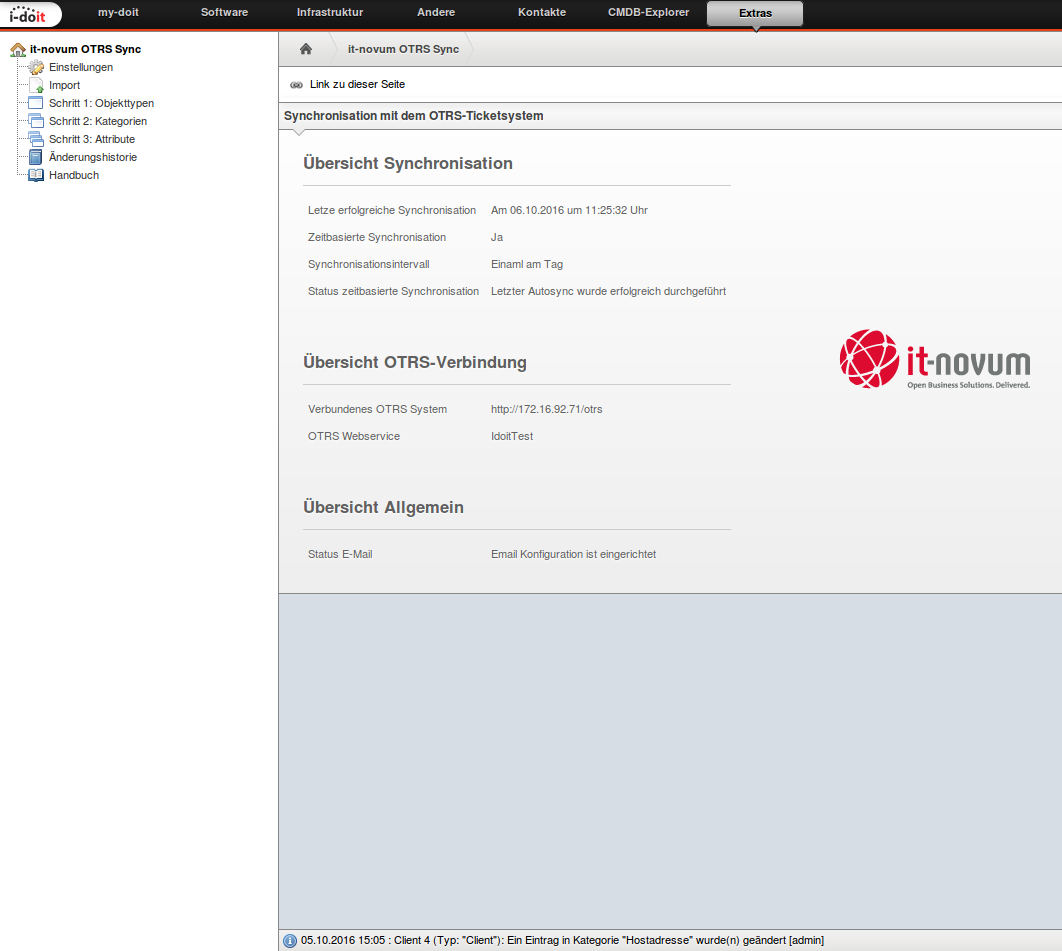 i-doit
my-doit Software Infrastruktur Andere Kontakte CMDB-Explorer Extras
it-novum OTRS Sync
Einstellungen
Import
Schritt 1: Objekttypen
Schritt 2: Kategorien
Schritt 3: Attribute
Änderungshistorie
Handbuch
it-novum OTRS Sync
Link zu dieser Seite
Synchronisation mit dem OTRS-Ticketsystem
Übersicht Synchronisation
Letze erfolgreiche Synchronisation Am 06.10.2016 um 11:25:32 Uhr
Zeitbasierte Synchronisation Ja
Synchronisationsintervall Einaml am Tag
Status zeitbasierte Synchronisation Letzter Autosync wurde erfolgreich durchgeführt
it-novum
Open Business Solutions. Delivered.
Übersicht OTRS-Verbindung
Verbundenes OTRS System http://172.16.92.71/otrs
OTRS Webservice IdoitTest
Übersicht Allgemein
Status E-Mail Email Konfiguration ist eingerichtet
05.10.2016 15:05 : Client 4 (Typ: "Client"): Ein Eintrag in Kategorie "Hostadresse" wurde(n) geändert [admin]